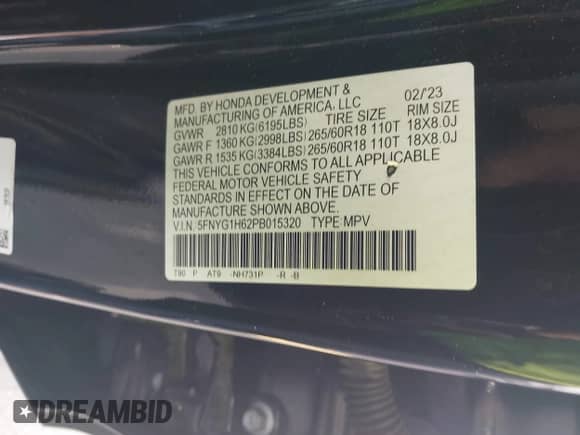 MFD. BY HONDA DEVELOPMENT &
MANUFACTURING OF AMERICA, LLC 02/'23
GVWR 2810 KG(6195LBS) TIRE SIZE RIM SIZE
GAWR F 1360 KG(2998LBS) 265/60R18 110T 18X8.0J
GAWR R 1535 KG(3384LBS) 265/60R18 110T 18X8.0J
THIS VEHICLE CONFORMS TO ALL APPLICABLE
FEDERAL MOTOR VEHICLE SAFETY
STANDARDS IN EFFECT ON THE DATE OF
MANUFACTURE SHOWN ABOVE.
V.I.N. 5FNYG1H62PB015320 TYPE MPV
T90 P AT9 -NH731P -R -B
DREAMBID